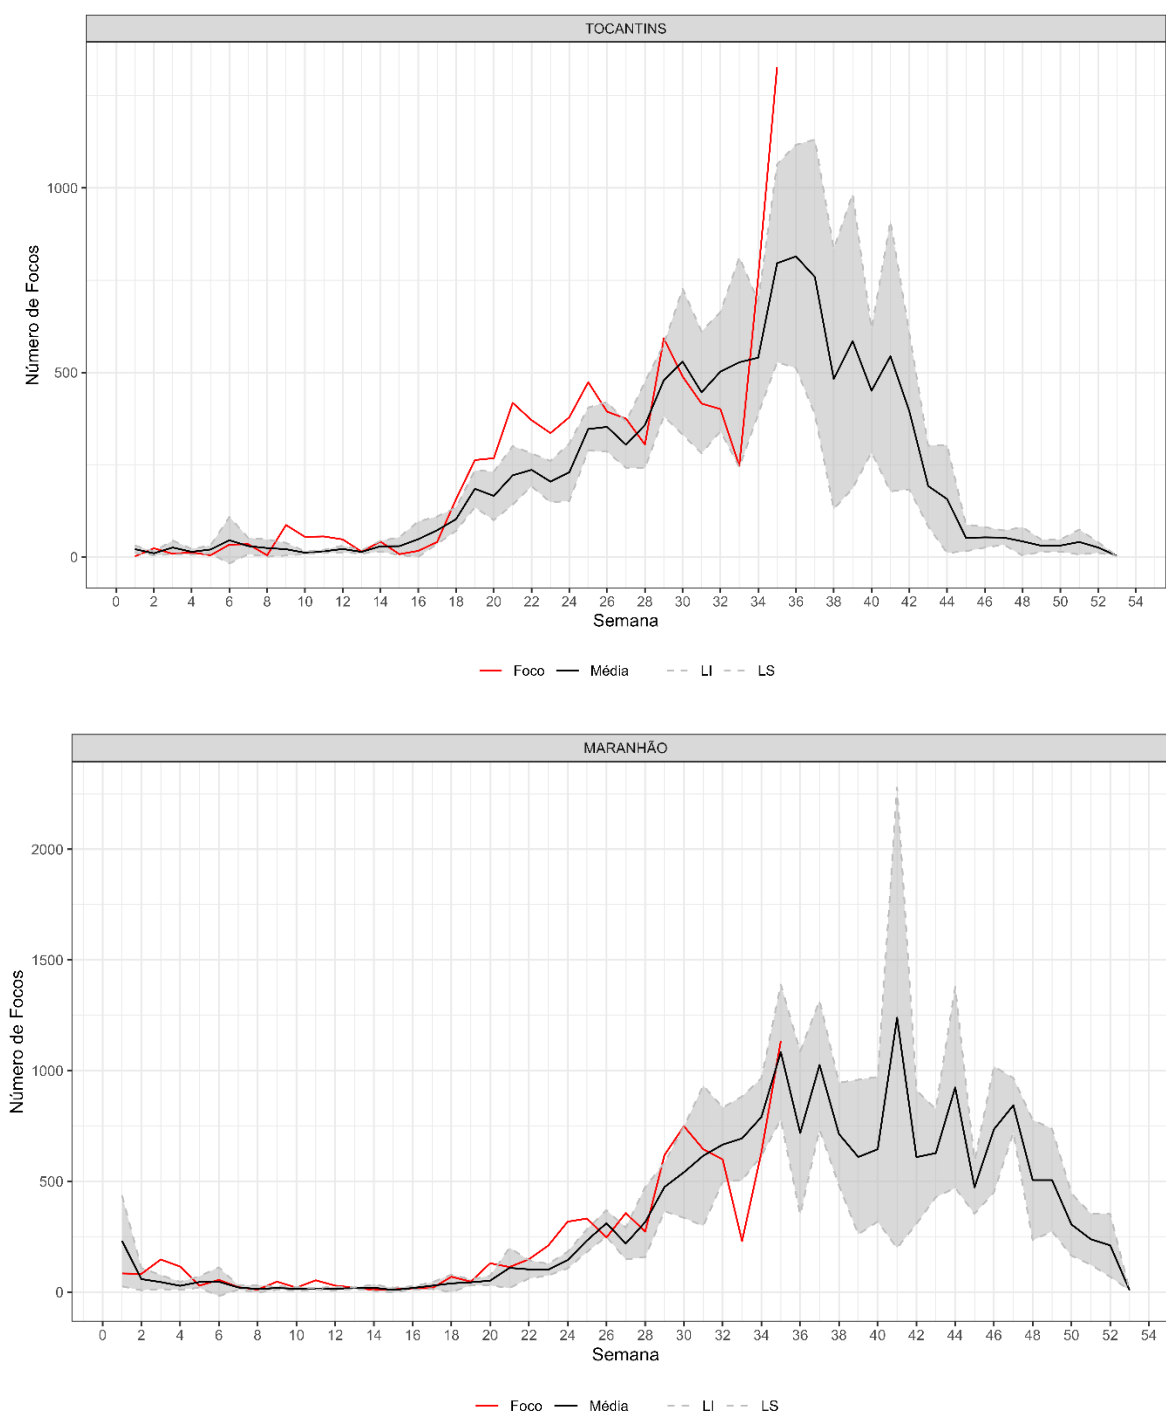 TOCANTINS
1000
500
0
Número de Focos
0 2 4 6 8 10 12 14 16 18 20 22 24 26 28 30 32 34 36 38 40 42 44 46 48 50 52 54
Semana
Foco Média LI LS
MARANHÃO
2000
1500
1000
500
0
Número de Focos
0 2 4 6 8 10 12 14 16 18 20 22 24 26 28 30 32 34 36 38 40 42 44 46 48 50 52 54
Semana
Foco Média LI LS